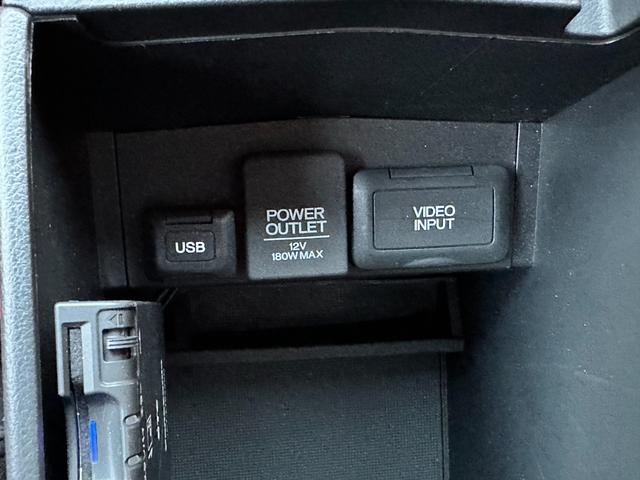 USB
POWER
OUTLET
12V
180W MAX
VIDEO
INPUT